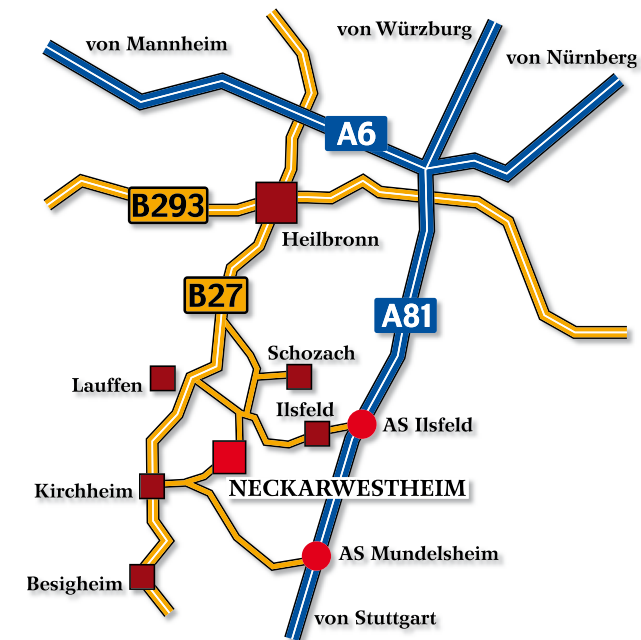 von Mannheim
von Würzburg
von Nürnberg
A6
B293
Heilbronn
B27
A81
Schozach
Lauffen
Ilsfeld
AS Ilsfeld
Kirchheim
NECKARWESTHEIM
AS Mundelsheim
Besigheim
von Stuttgart